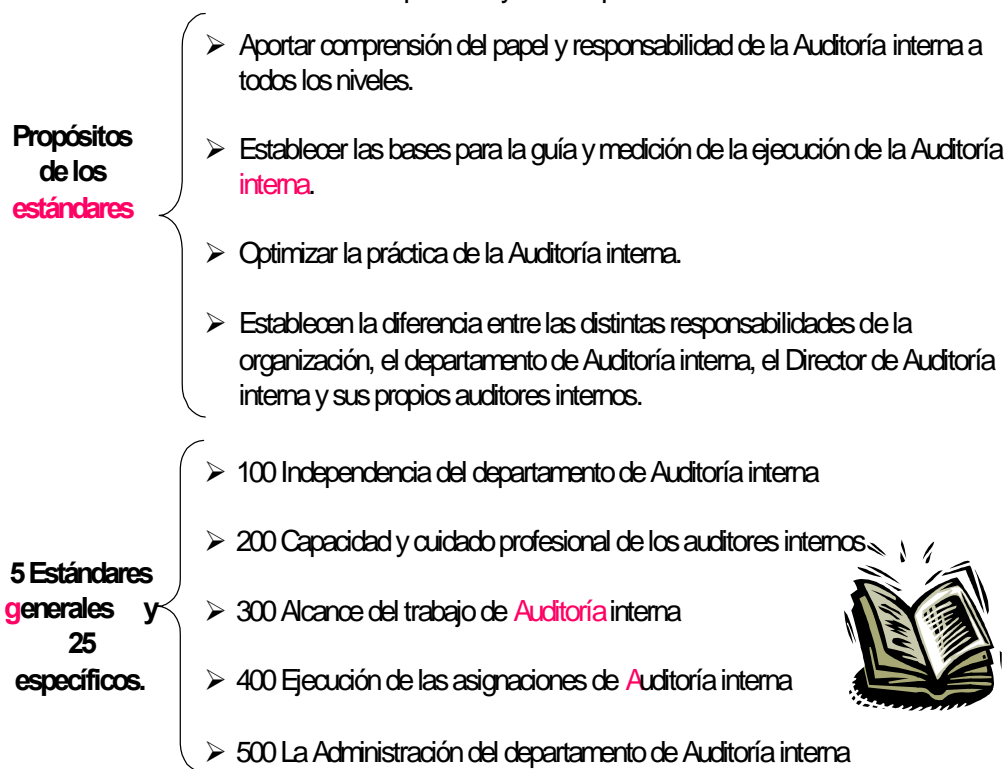 ➢ Aportar comprensión del papel y responsabilidad de la Auditoría interna a
todos los niveles.
Propósitos
de los
estándares
➢ Establecer las bases para la guía y medición de la ejecución de la Auditoría
interna.
➢ Optimizar la práctica de la Auditoría interna.
➢ Establecen la diferencia entre las distintas responsabilidades de la
organización, el departamento de Auditoría interna, el Director de Auditoría
interna y sus propios auditores internos.
5 Estándares
generales y
25
específicos.
➢ 100 Independencia del departamento de Auditoría interna
➢ 200 Capacidad y cuidado profesional de los auditores internos
➢ 300 Alcance del trabajo de Auditoría interna
➢ 400 Ejecución de las asignaciones de Auditoría interna
➢ 500 La Administración del departamento de Auditoría interna